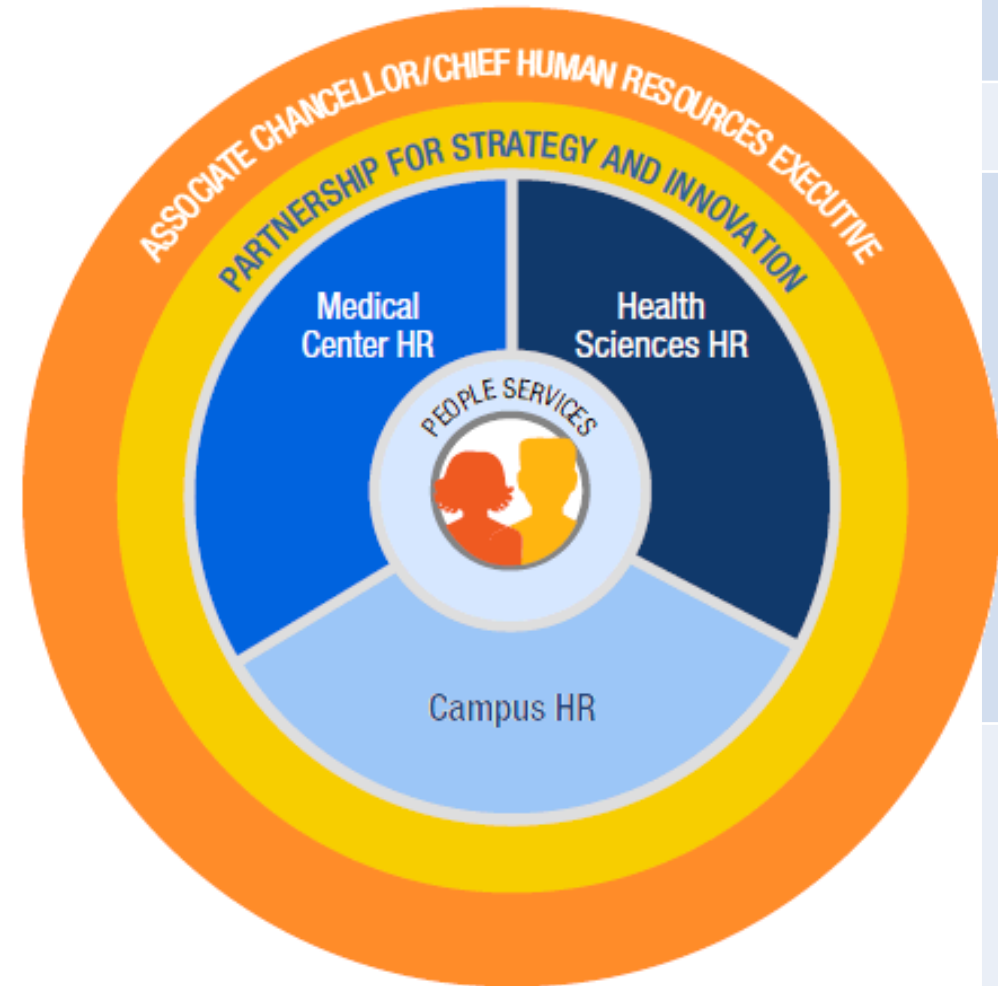 ASSOCIATE CHANCELLOR/CHIEF HUMAN RESOURCES EXECUTIVE
PARTNERSHIP FOR STRATEGY AND INNOVATION
Medical
Center HR
Health
Sciences HR
PEOPLE SERVICES
Campus HR